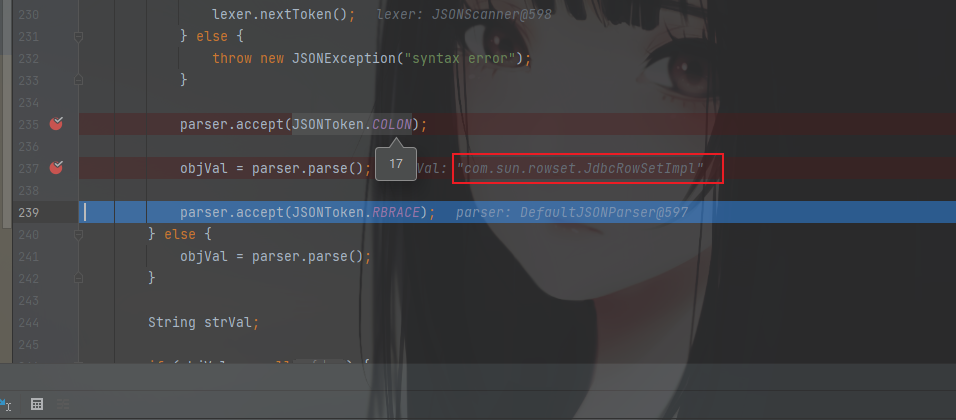 230 lexer.nextToken(); lexer: JSONScanner@598
231 } else {
232 throw new JSONException("syntax error");
233 }
234
235 parser.accept(JSONToken.COLON);
236
17
237 objVal = parser.parse(); Val: "com.sun.rowset.JdbcRowSetImpl"
238
239 parser.accept(JSONToken.RBRACE); parser: DefaultJSONParser@597
240 } else {
241 objVal = parser.parse();
242 }
243
244 String strVal;
245